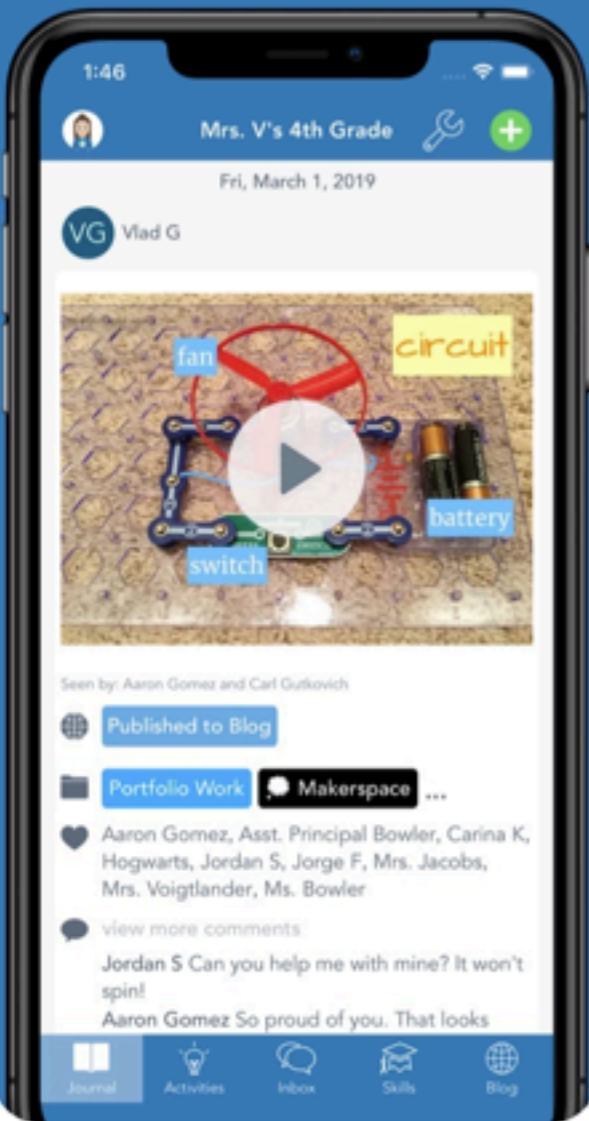 1:46
Mrs. V's 4th Grade
Fri, March 1, 2019
VG Vlad G
fan
circuit
battery
switch
Seen by: Aaron Gomez and Carl Gutkovich
Published to Blog
Portfolio Work Makerspace ...
Aaron Gomez, Asst. Principal Bowler, Carina K,
Hogwarts, Jordan S, Jorge F, Mrs. Jacobs,
Mrs. Voigtlander, Ms. Bowler
view more comments
Jordan S Can you help me with mine? It won't
spin!
Aaron Gomez So proud of you. That looks
Journal Activities Inbox Skills Blog